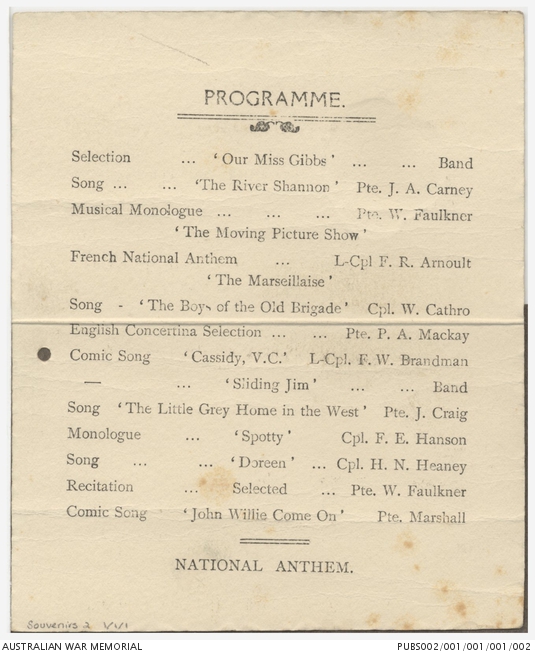 PROGRAMME.
Selection ... ‘Our Miss Gibbs’ ... ... Band
Song ... ... ‘The River Shannon’ Pte. J. A. Carney
Musical Monologue ... ... ... Pte. W. Faulkner
‘The Moving Picture Show’
French National Anthem ... L-Cpl F. R. Arnoult
‘The Marseillaise’
Song - ‘The Boys of the Old Brigade’ Cpl. W. Cathro
English Concertina Selection ... ... Pte. P. A. Mackay
Comic Song ‘Cassidy, V.C.’ L-Cpl. F. W. Brandman
— ... ‘Sliding Jim’ ... ... Band
Song ‘The Little Grey Home in the West’ Pte. J. Craig
Monologue ... ‘Spotty’ Cpl. F. E. Hanson
Song ... ... ‘Doreen’ ... Cpl. H. N. Heaney
Recitation ... Selected ... Pte. W. Faulkner
Comic Song ‘John Willie Come On’ Pte. Marshall
NATIONAL ANTHEM.
Souvenirs 2 1/1/1
AUSTRALIAN WAR MEMORIAL PUBS002/001/001/001/002